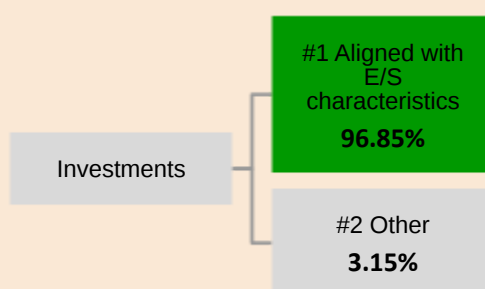 #1 Aligned with
E/S
characteristics
96.85%
Investments
#2 Other
3.15%